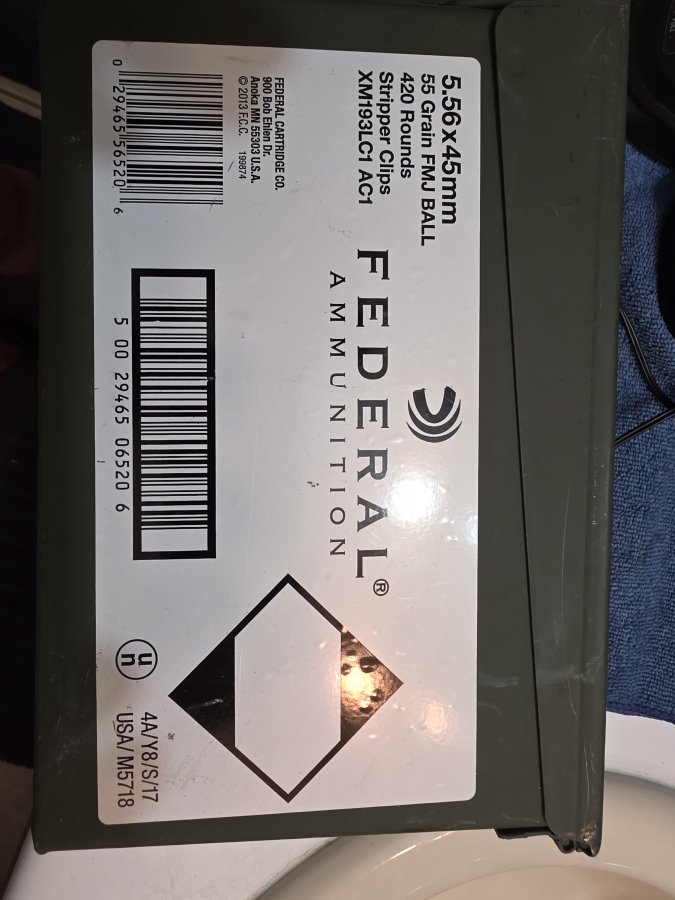 5.56x45mm
55 Grain FMJ BALL
420 Rounds
Stripper Clips
XM193LC1 AC1
FEDERAL CARTRIDGE CO.
900 Bob Ehlen Dr.
Anoka MN 55303 U.S.A.
© 2013 F.C.C. 199874
0 29465 56520 6
FEDERAL®
AMMUNITION
5 00 29465 06520 6
u
n
4A/Y8/S/17
USA/M5718